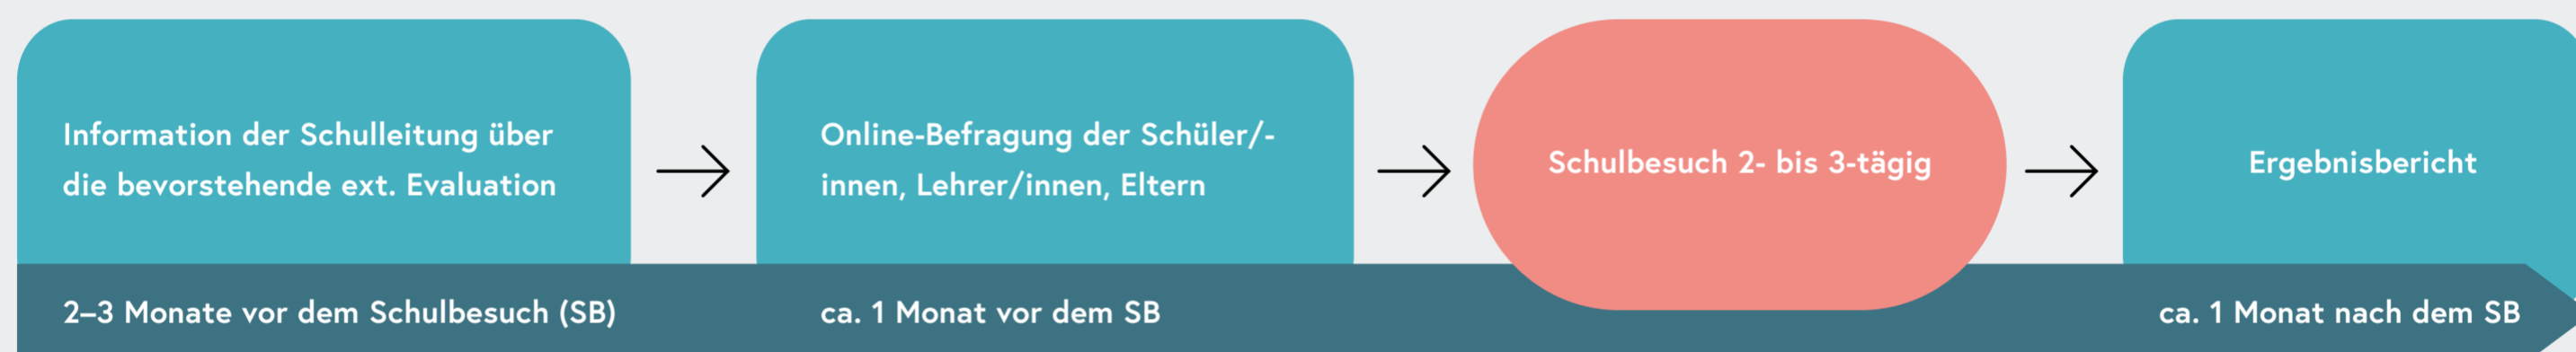 Information der Schulleitung über
die bevorstehende ext. Evaluation
2–3 Monate vor dem Schulbesuch (SB)
Online-Befragung der Schüler/-
innen, Lehrer/innen, Eltern
ca. 1 Monat vor dem SB
Schulbesuch 2- bis 3-tägig
Ergebnisbericht
ca. 1 Monat nach dem SB